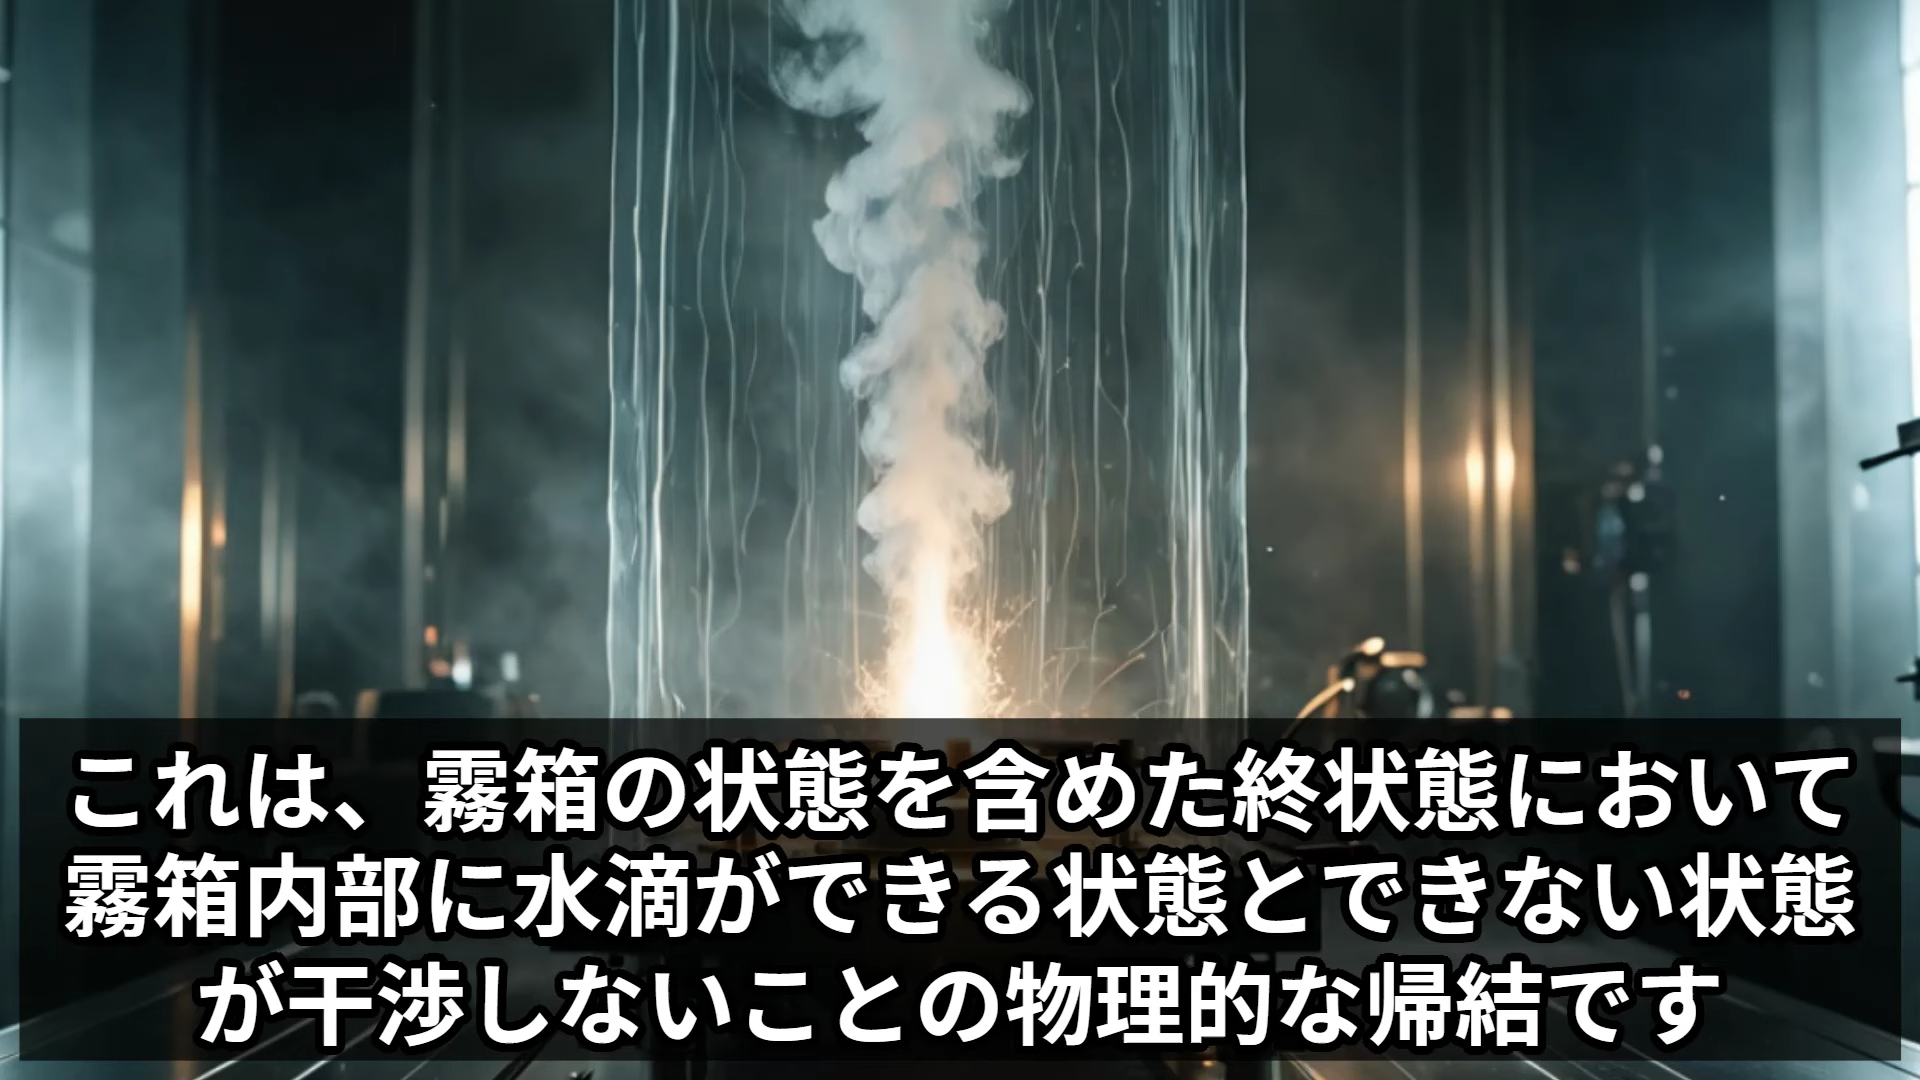 これは、霧箱の状態を含めた終状態において
霧箱内部に水滴ができる状態とできない状態
が干渉しないことの物理的な帰結です